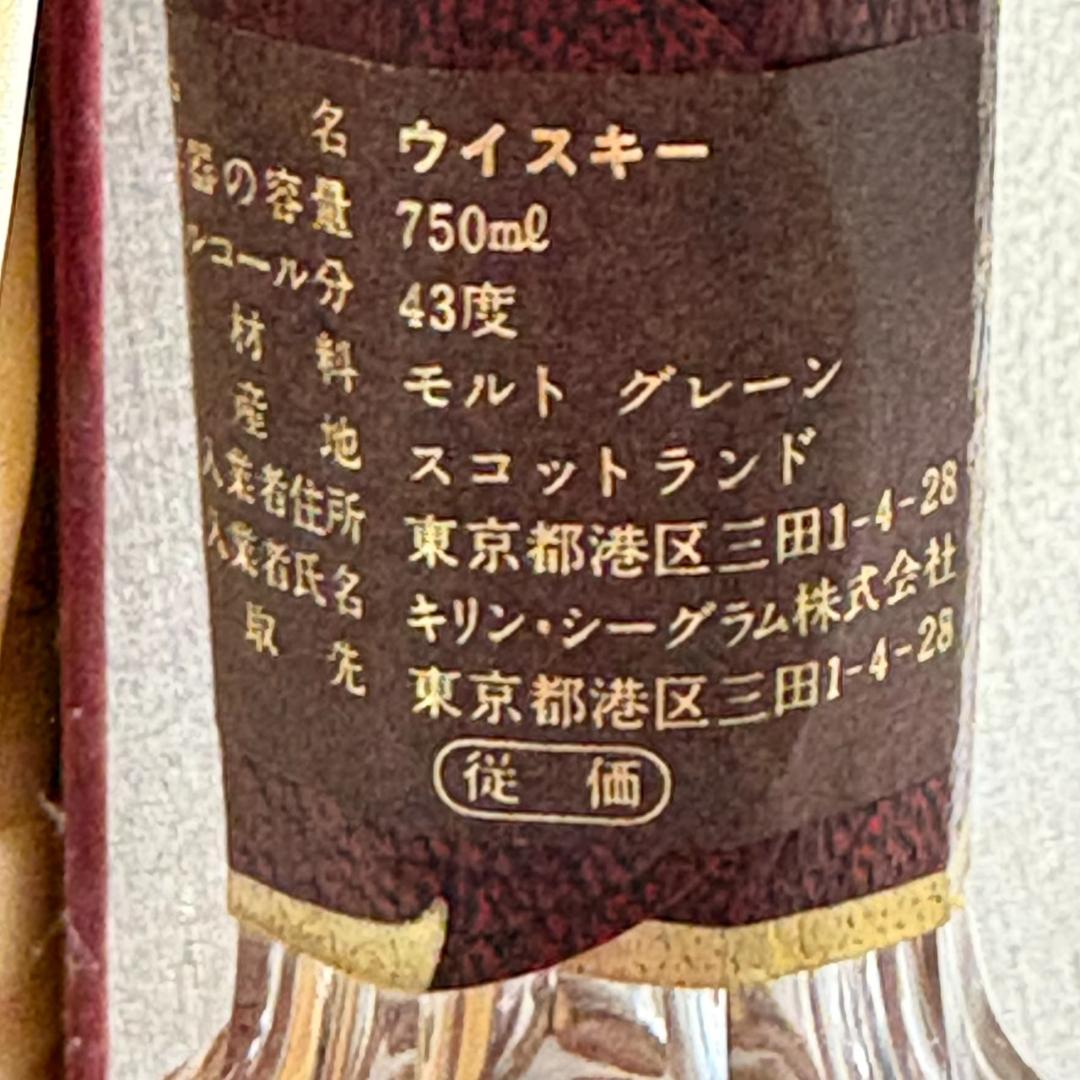 名 ウイスキー
器の容量 750mℓ
ルコール分 43度
材料 モルト グレーン
産地 スコットランド
入業者住所 東京都港区三田1-4-28
入業者氏名 キリン・シーグラム株式会社
取先 東京都港区三田1-4-28
従価